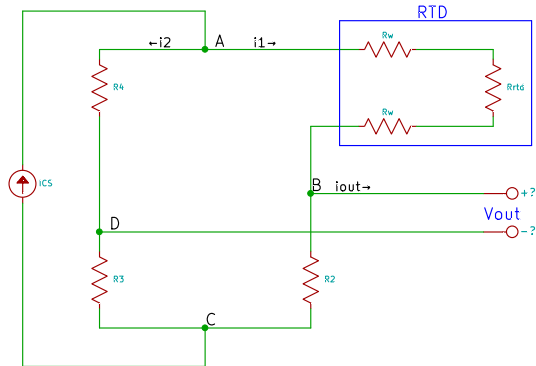 RTD
←i2 A i1→ Rw
R4
Rrtd
Rw
iCS
B iout→ +?
Vout
D -?
R3 R2
C